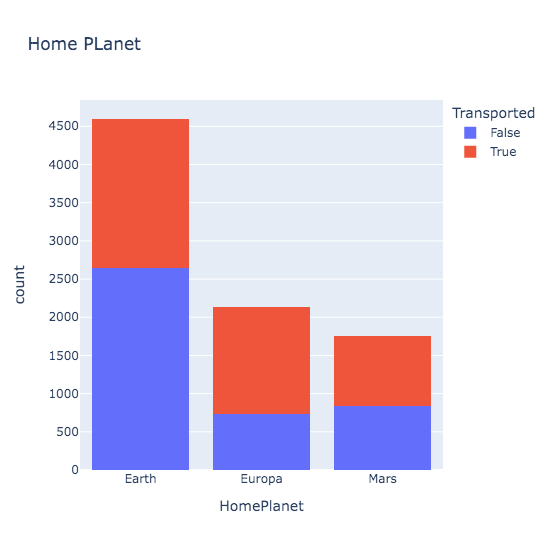 Home PLanet
Transported
False
True
4500
4000
3500
3000
2500
2000
1500
1000
500
0
count
Earth Europa Mars
HomePlanet